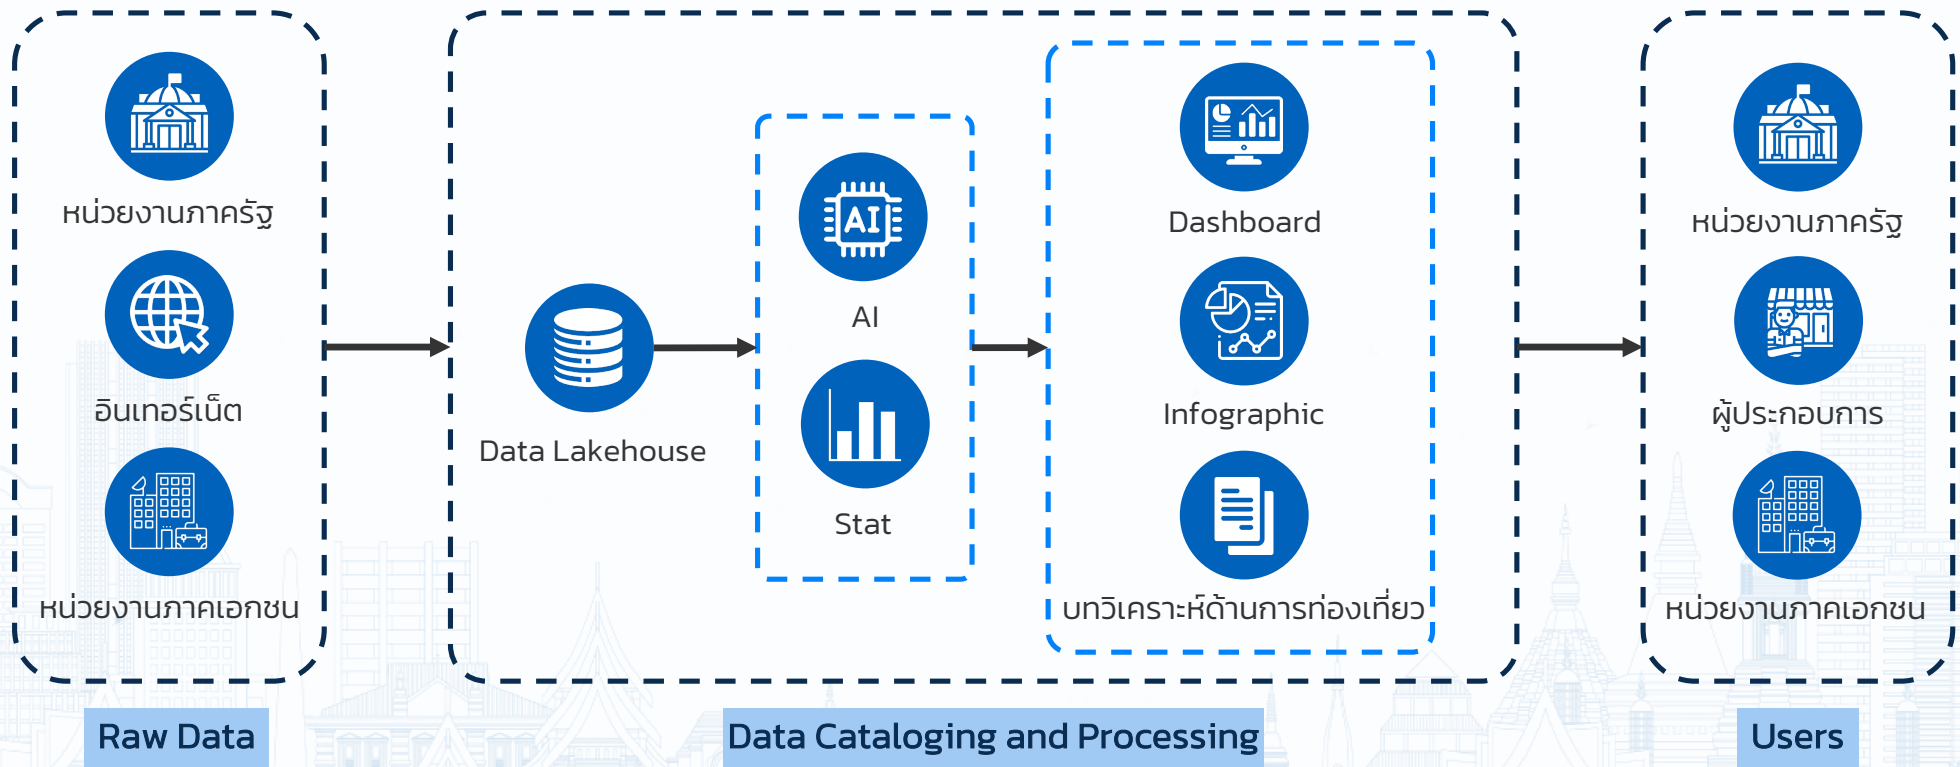 หน่วยงานภาครัฐ
อินเทอร์เน็ต
หน่วยงานภาคเอกชน
Raw Data
Data Lakehouse
AI
AI
Stat
Dashboard
Infographic
บทวิเคราะห์ด้านการท่องเที่ยว
Data Cataloging and Processing
หน่วยงานภาครัฐ
ผู้ประกอบการ
หน่วยงานภาคเอกชน
Users